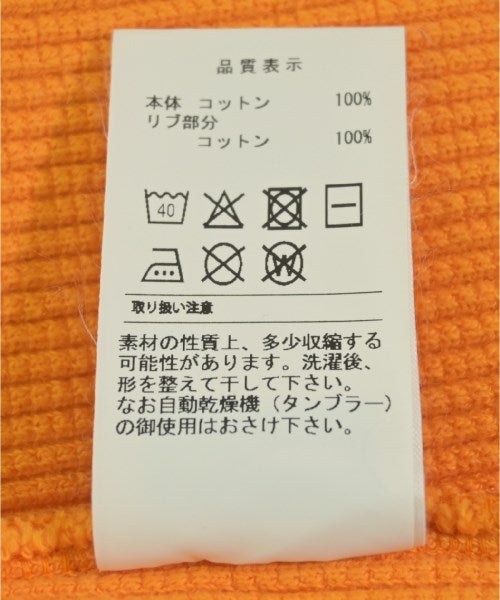 品質表示
本体 コットン 100%
リブ部分
コットン 100%
40
W
取り扱い注意
素材の性質上、多少収縮する
可能性があります。洗濯後、
形を整えて干して下さい。
なお自動乾燥機（タンブラー）
の御使用はおさけ下さい。